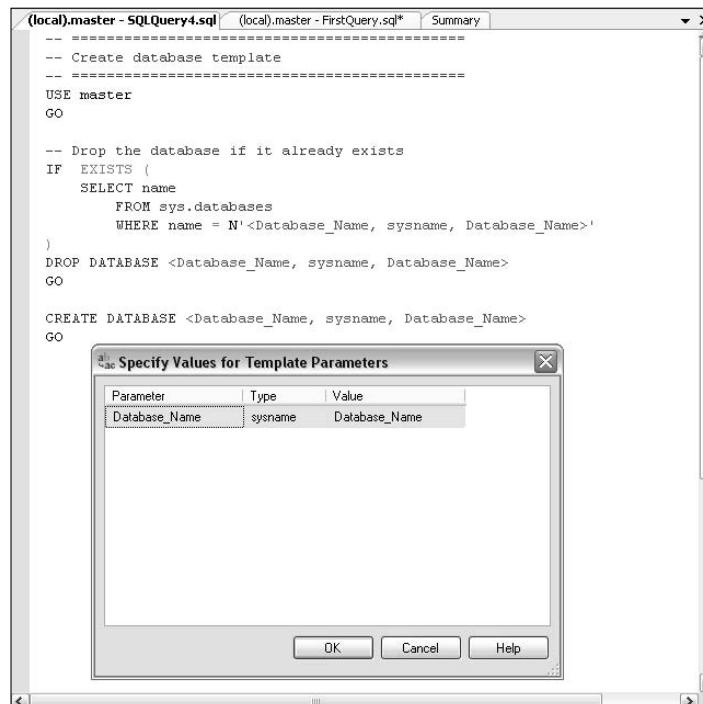 (local).master - SQLQuery4.sql (local).master - FirstQuery.sql* Summary
-- =============================================
-- Create database template
-- =============================================
USE master
GO
-- Drop the database if it already exists
IF EXISTS (
SELECT name
FROM sys.databases
WHERE name = N'<Database_Name, sysname, Database_Name>'
)
DROP DATABASE <Database_Name, sysname, Database_Name>
GO
CREATE DATABASE <Database_Name, sysname, Database_Name>
GO
Specify Values for Template Parameters
Parameter Type Value
Database_Name sysname Database_Name
OK Cancel Help